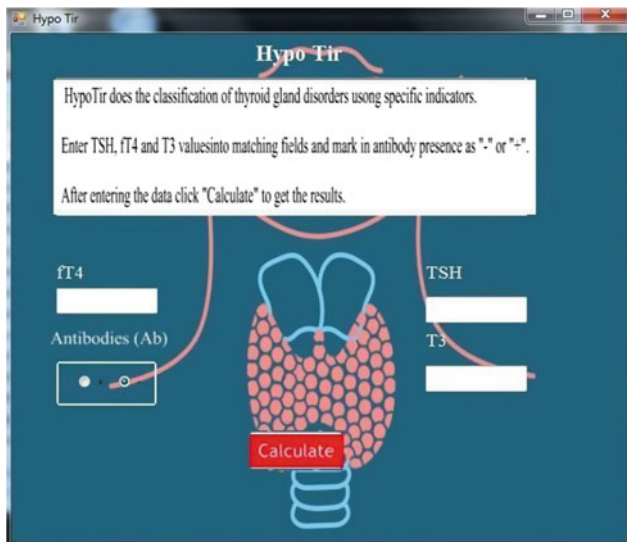 Hypo Tir
Hypo Tir
HypoTir does the classification of thyroid gland disorders usong specific indicators.
Enter TSH, fT4 and T3 valuesinto matching fields and mark in antibody presence as "-" or "+".
After entering the data click "Calculate" to get the results.
fT4
TSH
Antibodies (Ab)
T3
Calculate